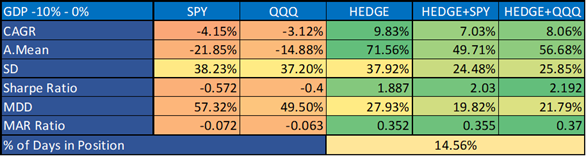 GDP -10% - 0% SPY QQQ HEDGE HEDGE+SPY HEDGE+QQQ
CAGR -4.15% -3.12% 9.83% 7.03% 8.06%
A.Mean -21.85% -14.88% 71.56% 49.71% 56.68%
SD 38.23% 37.20% 37.92% 24.48% 25.85%
Sharpe Ratio -0.572 -0.4 1.887 2.03 2.192
MDD 57.32% 49.50% 27.93% 19.82% 21.79%
MAR Ratio -0.072 -0.063 0.352 0.355 0.37
% of Days in Position 14.56%